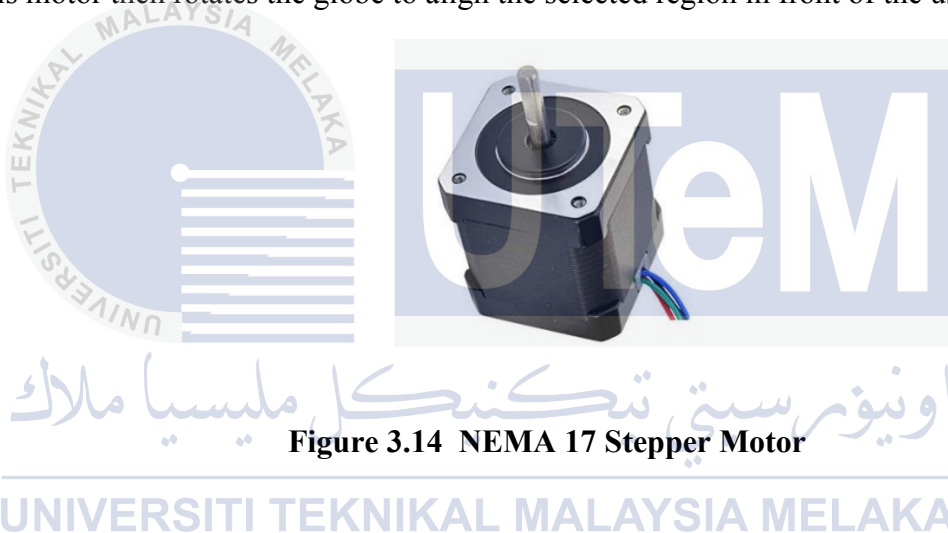 s motor then rotates the globe to align the selected region in front of the u
UNIVERSITI TEKNIKAL MALAYSIA MELAKA
UTeM
اونيۏرسيتي تيكنيكل مليسيا ملاك
Figure 3.14 NEMA 17 Stepper Motor
UNIVERSITI TEKNIKAL MALAYSIA MELAKA